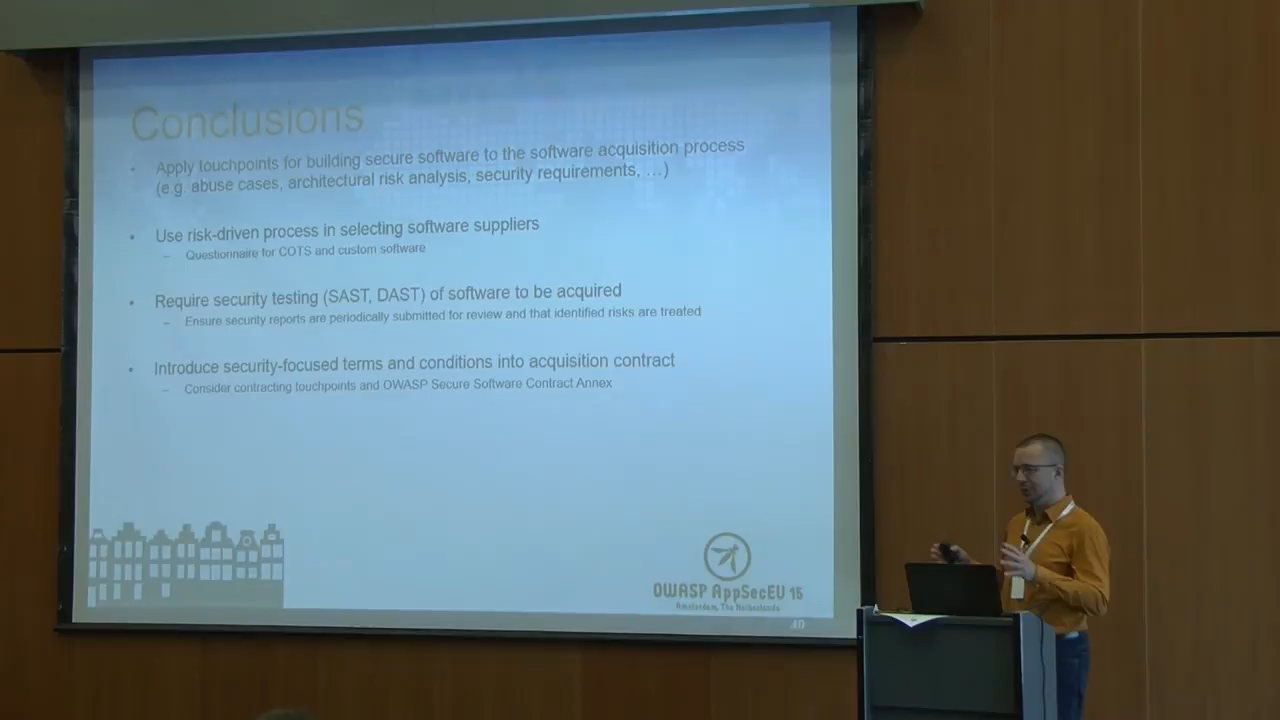 Conclusions
• Apply touchpoints for building secure software to the software acquisition process
(e.g. abuse cases, architectural risk analysis, security requirements, …)
• Use risk-driven process in selecting software suppliers
– Questionnaire for COTS and custom software
• Require security testing (SAST, DAST) of software to be acquired
– Ensure security reports are periodically submitted for review and that identified risks are treated
• Introduce security-focused terms and conditions into acquisition contract
– Consider contracting touchpoints and OWASP Secure Software Contract Annex
OWASP AppSecEU 15
Amsterdam, The Netherlands
40